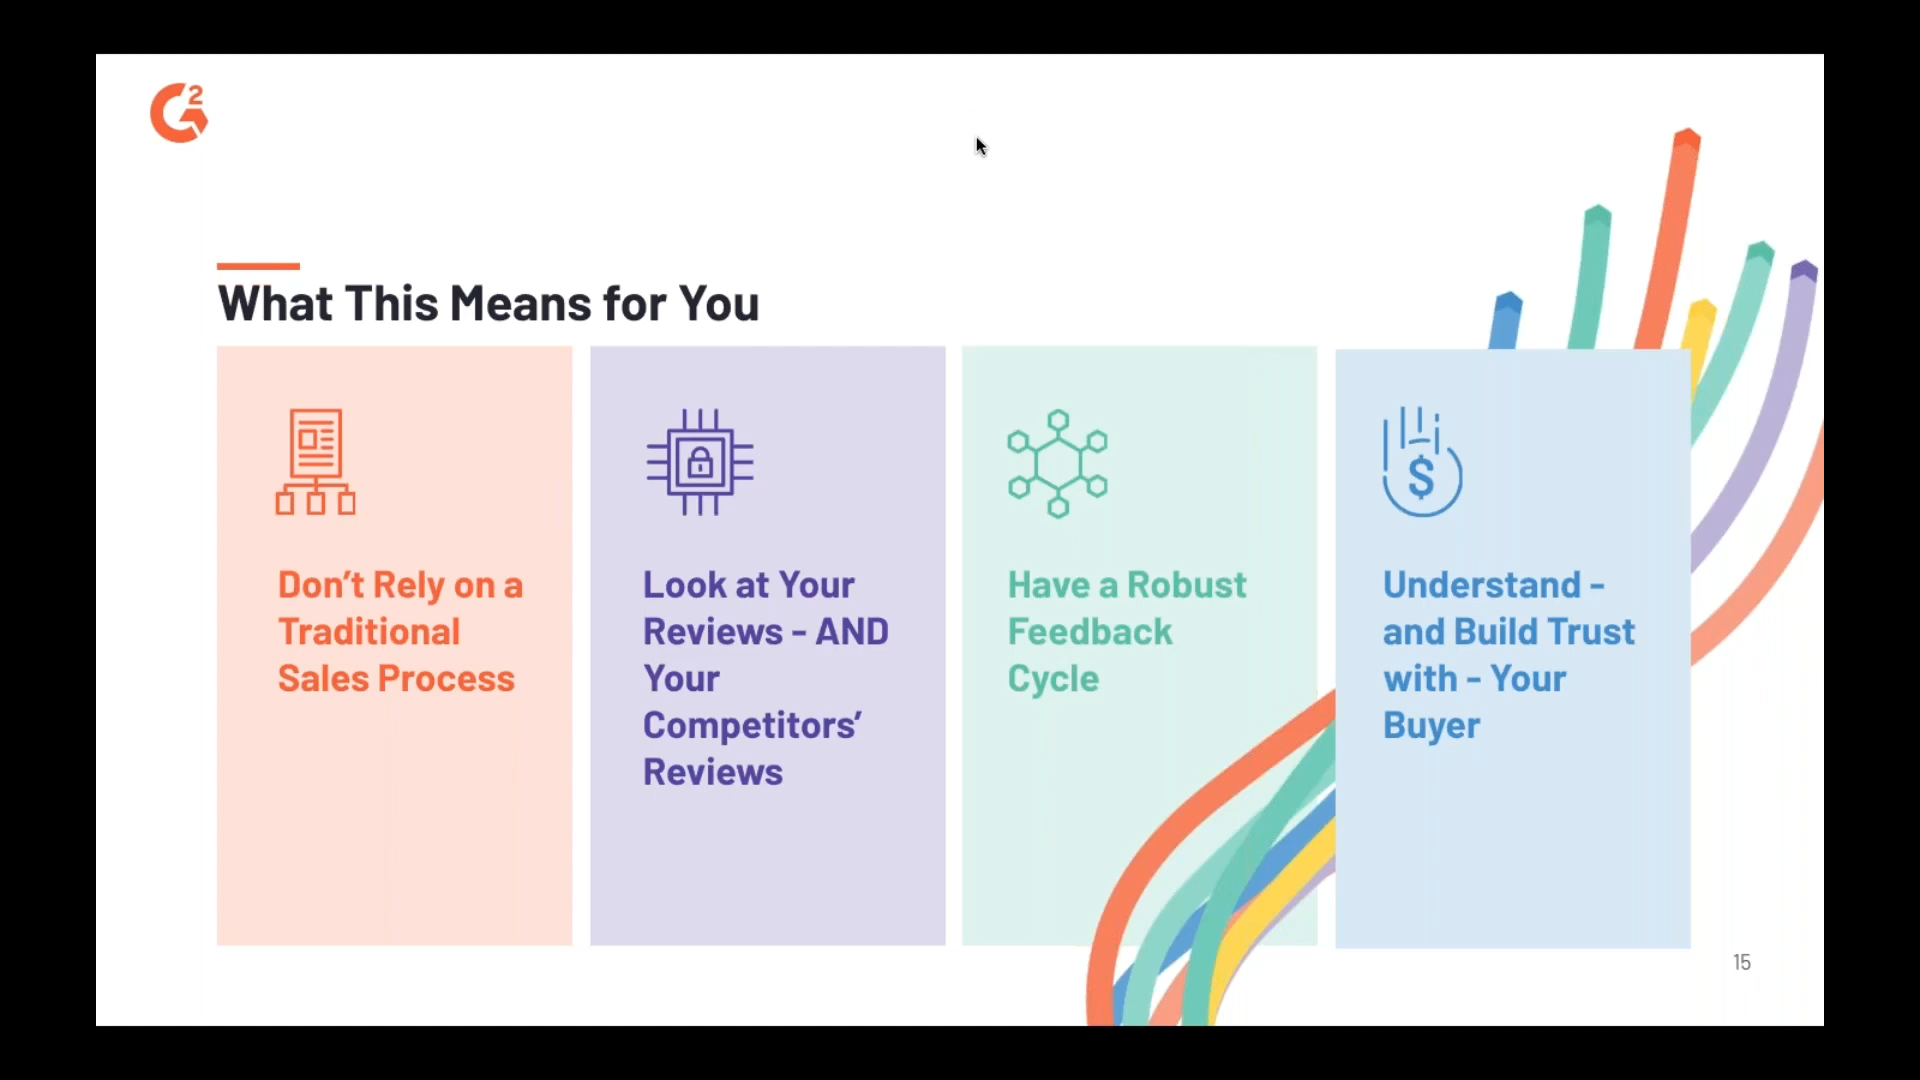 G2
What This Means for You
Don’t Rely on a
Traditional
Sales Process
Look at Your
Reviews - AND
Your
Competitors’
Reviews
Have a Robust
Feedback
Cycle
$
Understand -
and Build Trust
with - Your
Buyer
15